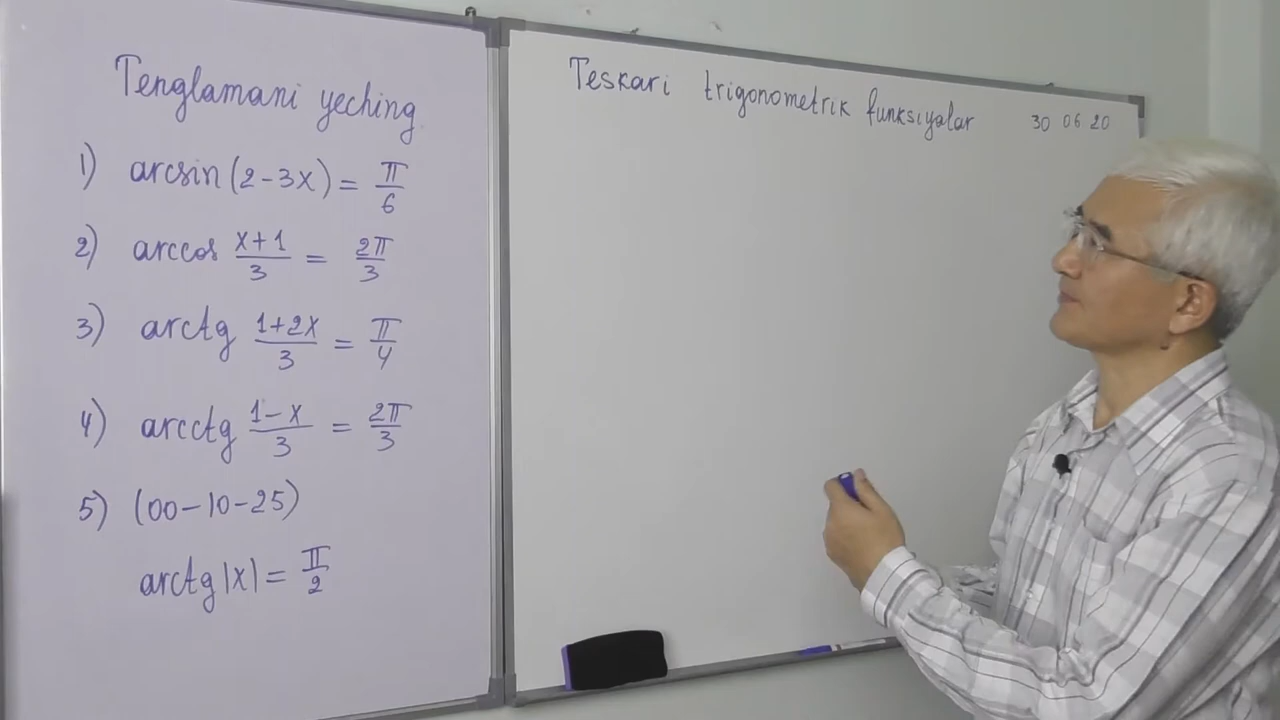 Tenglamani yeching
1) arcsin(2-3x) = π/6
2) arccos (x+1)/3 = 2π/3
3) arctg (1+2x)/3 = π/4
4) arcctg (1-x)/3 = 2π/3
5) (00-10-25)
arctg|x| = π/2
Teskari trigonometrik funksiyalar 30 06 20